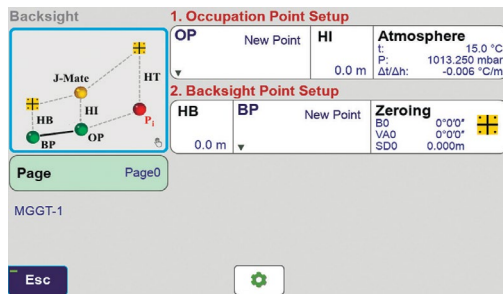 Backsight
J-Mate
HT
HB
HI
BP
OP
Pi
Page Page0
MGGT-1
1. Occupation Point Setup
OP New Point
HI
0.0 m
Atmosphere
t: 15.0 °C
P: 1013.250 mbar
Δt/Δh: -0.006 °C/m
2. Backsight Point Setup
HB
0.0 m
BP New Point
Zeroing
B0 0°0'0"
VA0 0°0'0"
SD0 0.000m
Esc